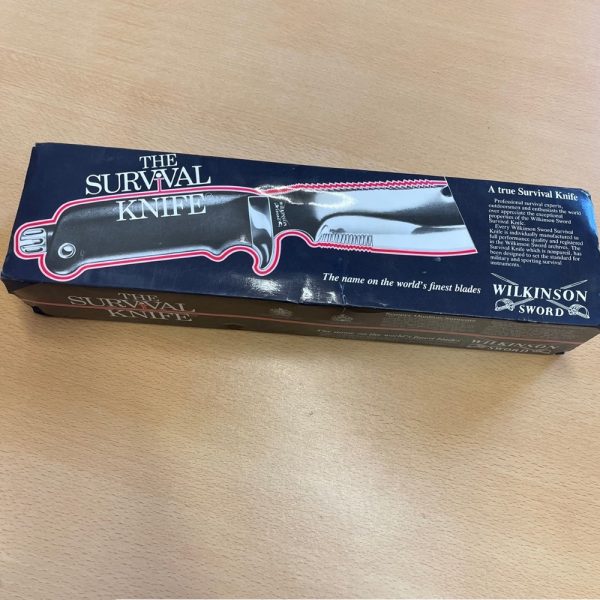 THE
SURVIVAL
KNIFE
A true Survival Knife
Professional survival experts,
outdoorsmen and enthusiasts the world
over appreciate the exceptional
properties of the Wilkinson Sword
Survival Knife.
Every Wilkinson Sword Survival
Knife is individually manufactured to
full performance quality and registered
in the Wilkinson Sword archives. The
Survival Knife which is nonpareil, has
been designed to set the standard for
military and sporting survival
instruments.
The name on the world's finest blades
WILKINSON
SWORD
THE
SURVIVAL
KNIFE
The name on the world's finest blades
WILKINSON
SWORD